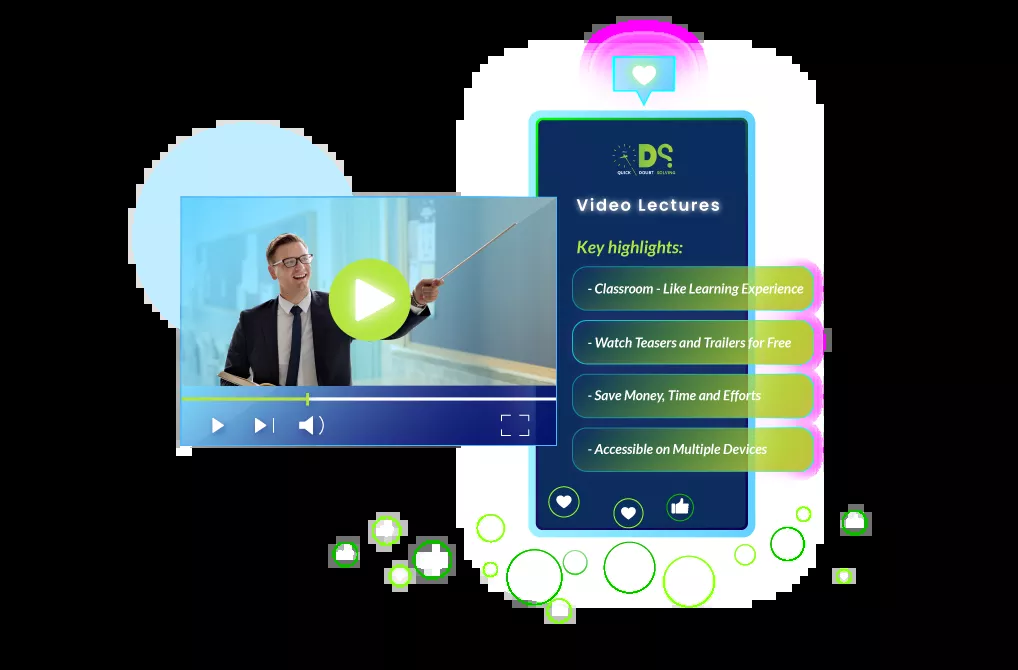 DS
QUICK DOUBT SOLVING
Video Lectures
Key highlights:
- Classroom - Like Learning Experience
- Watch Teasers and Trailers for Free
- Save Money, Time and Efforts
- Accessible on Multiple Devices